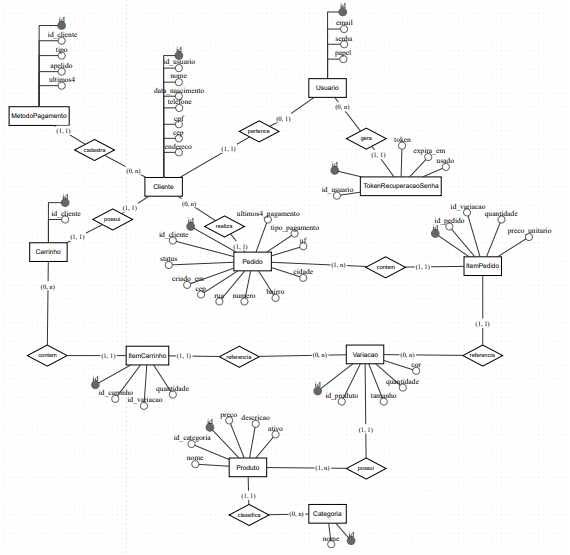 id
id_cliente
tipo
apelido
ultimos4
MetodoPagamento
(1, 1)
cadastra
(0, n)
id
id_usuario
nome
data_nascimento
telefone
cpf
cep
endereco
Cliente
id
email
senha
papel
Usuario
(0, 1)
pertence
(1, 1)
(0, n)
gera
(1, 1)
token
expira_em
usado
id
id_usuario
TokenRecuperacaoSenha
id
id_cliente
Carrinho
(1, 1)
possui
(1, 1)
(0, n)
realiza
(1, 1)
id
id_cliente
status
criado_em
cep
rua
numero
bairro
cidade
uf
tipo_pagamento
ultimos4_pagamento
Pedido
(1, n)
contem
(1, 1)
id_variacao
id_pedido
id
quantidade
preco_unitario
ItemPedido
(1, 1)
referencia
(0, n)
(0, n)
contem
(1, 1)
ItemCarrinho
id
id_carrinho
id_variacao
quantidade
(1, 1)
referencia
(0, n)
Variacao
id
id_produto
tamanho
quantidade
cor
(1, 1)
possui
(1, n)
preco
descricao
id
ativo
id_categoria
nome
Produto
(1, 1)
classifica
(0, n)
Categoria
nome
id